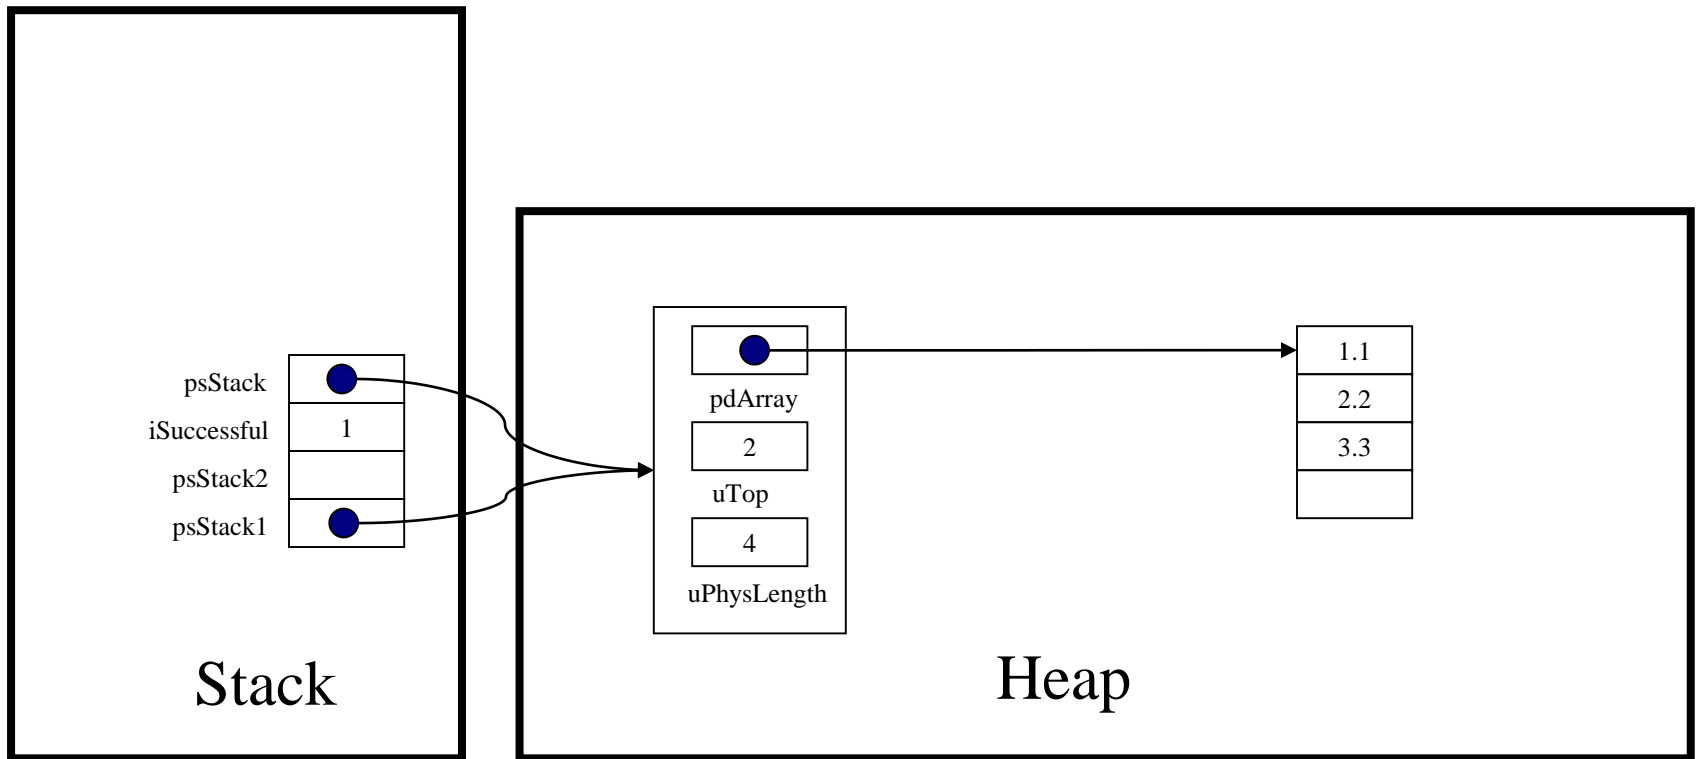 psStack
iSuccessful 1
psStack2
psStack1
Stack
pdArray
2
uTop
4
uPhysLength
1.1
2.2
3.3
Heap